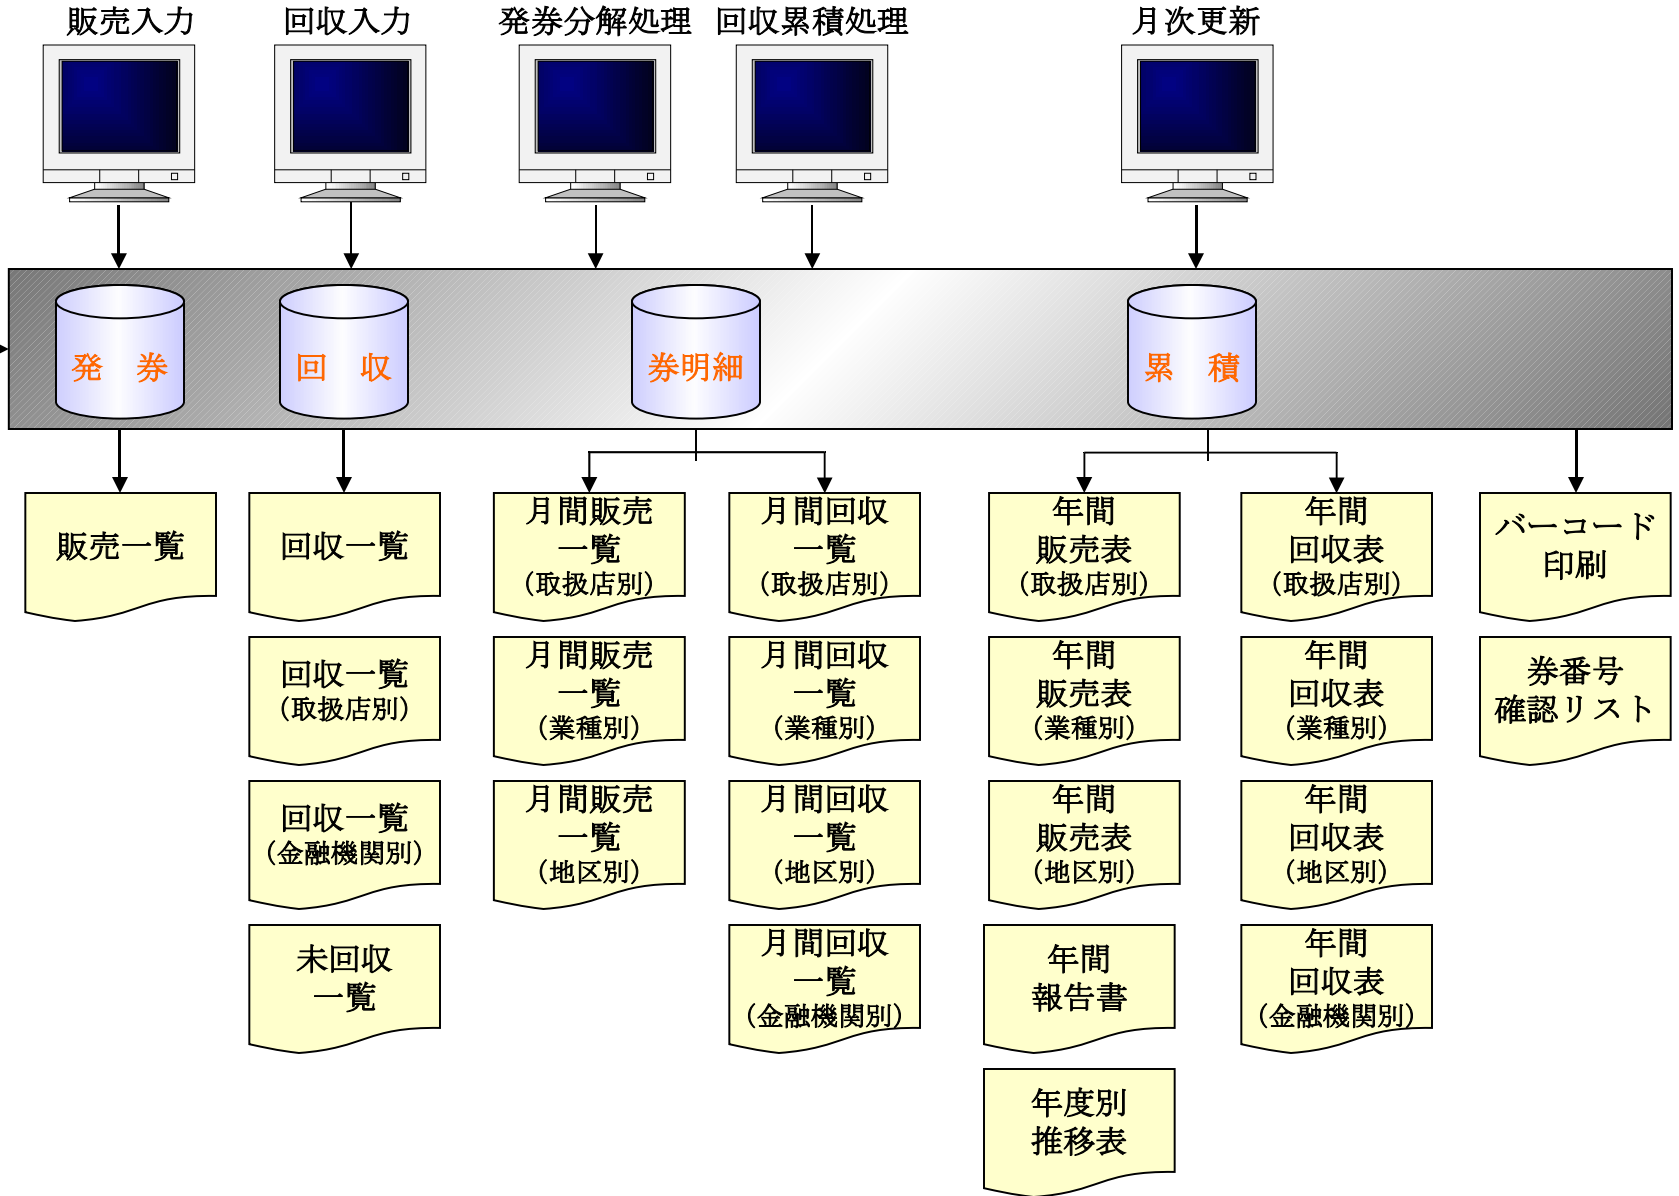 販売入力
回収入力
発券分解処理
回収累積処理
月次更新
発　券
回　収
券明細
累　積
販売一覧
回収一覧
月間販売
一覧
（取扱店別）
月間回収
一覧
（取扱店別）
年間
販売表
（取扱店別）
年間
回収表
（取扱店別）
バーコード
印刷
回収一覧
（取扱店別）
月間販売
一覧
（業種別）
月間回収
一覧
（業種別）
年間
販売表
（業種別）
年間
回収表
（業種別）
券番号
確認リスト
回収一覧
（金融機関別）
月間販売
一覧
（地区別）
月間回収
一覧
（地区別）
年間
販売表
（地区別）
年間
回収表
（地区別）
未回収
一覧
月間回収
一覧
（金融機関別）
年間
報告書
年間
回収表
（金融機関別）
年度別
推移表